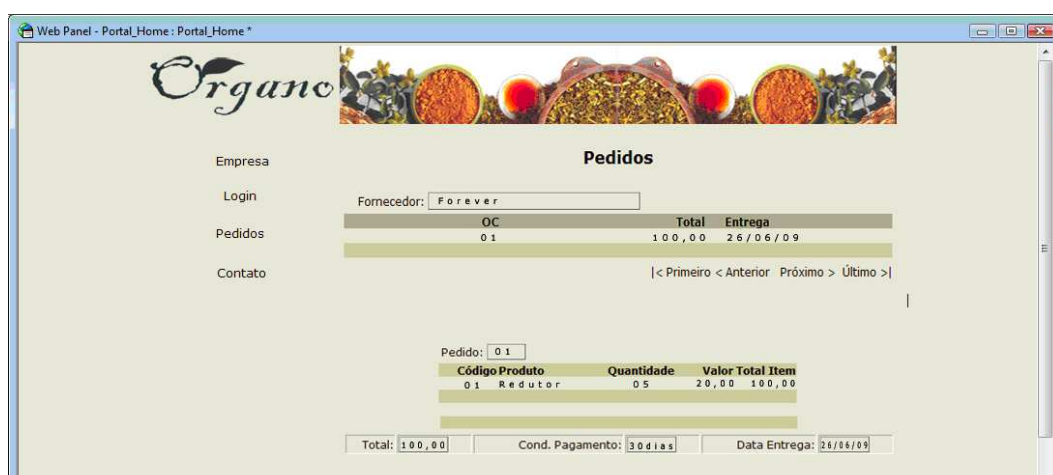 Web Panel - Portal_Home : Portal_Home *
Organo
Pedidos
Empresa
Login
Pedidos
Contato
Fornecedor: Forever
OC Total Entrega
01 100,00 26/06/09
|< Primeiro < Anterior Próximo > Último >|
Pedido: 01
Código Produto Quantidade Valor Total Item
01 Redutor 05 20,00 100,00
Total: 100,00 Cond. Pagamento: 30dias Data Entrega: 26/06/09